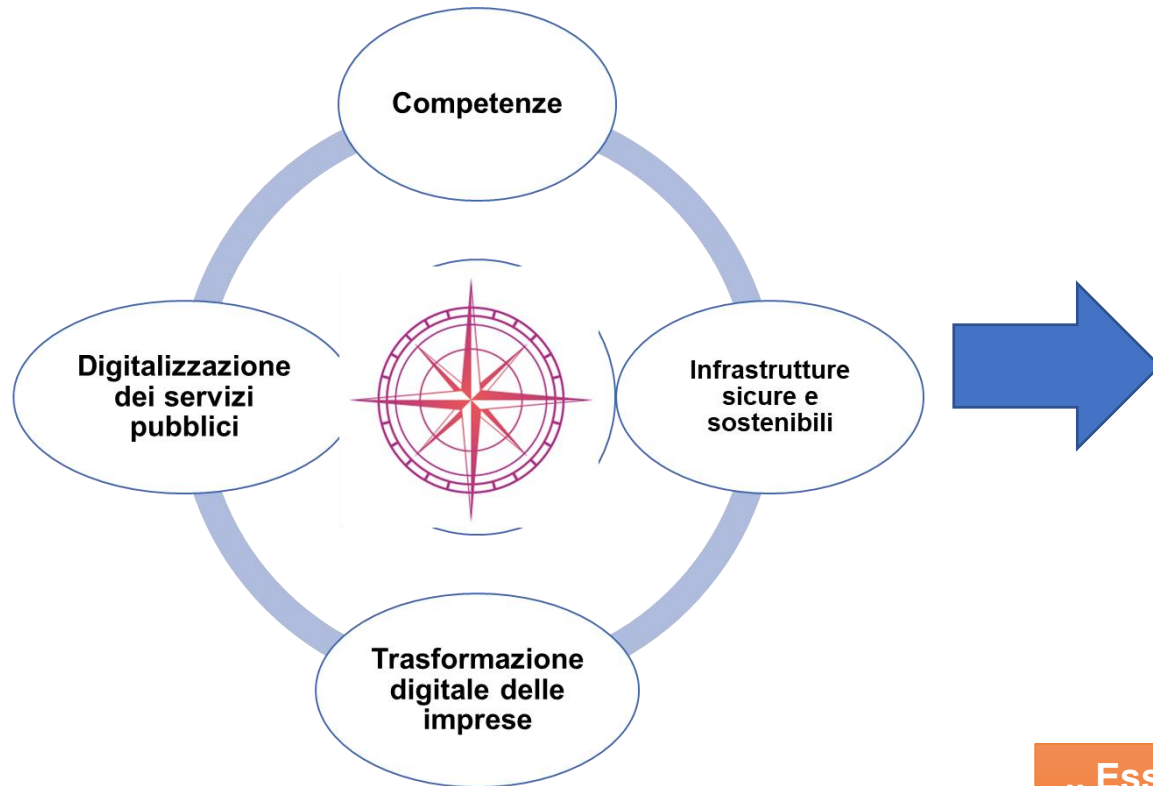 Competenze
Digitalizzazione
dei servizi
pubblici
Infrastrutture
sicure e
sostenibili
Trasformazione
digitale delle
imprese